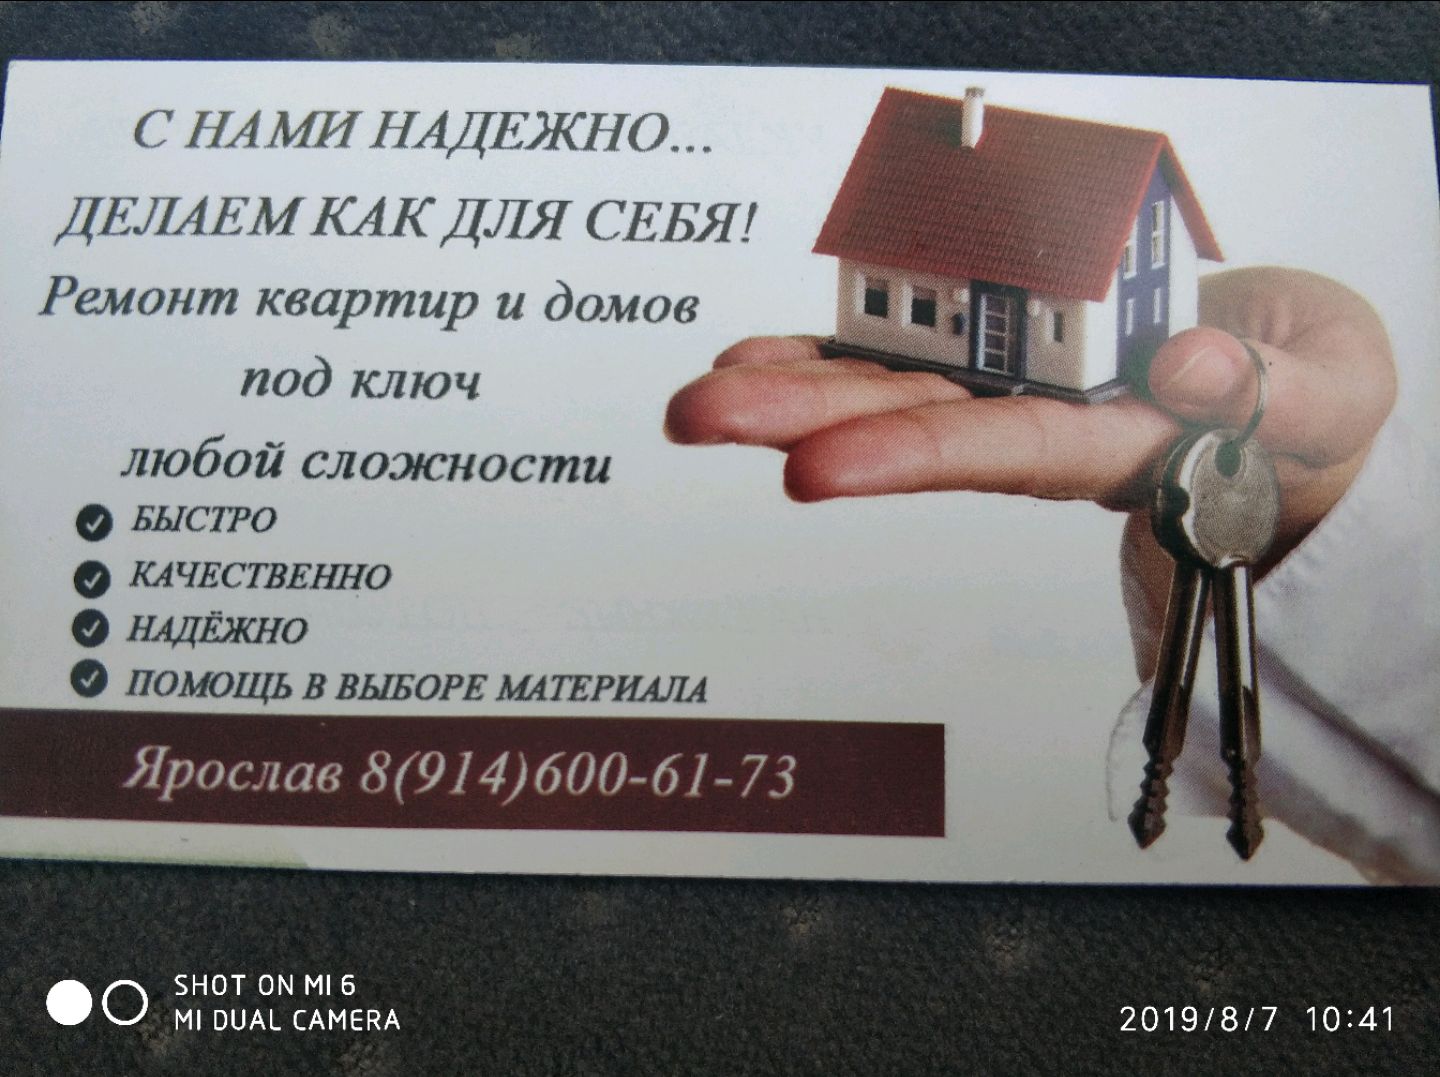 С НАМИ НАДЕЖНО...
ДЕЛАЕМ КАК ДЛЯ СЕБЯ!
Ремонт квартир и домов
под ключ
любой сложности
БЫСТРО
КАЧЕСТВЕННО
НАДЁЖНО
ПОМОЩЬ В ВЫБОРЕ МАТЕРИАЛА
Ярослав 8(914)600-61-73
SHOT ON MI 6
MI DUAL CAMERA
2019/8/7 10:41